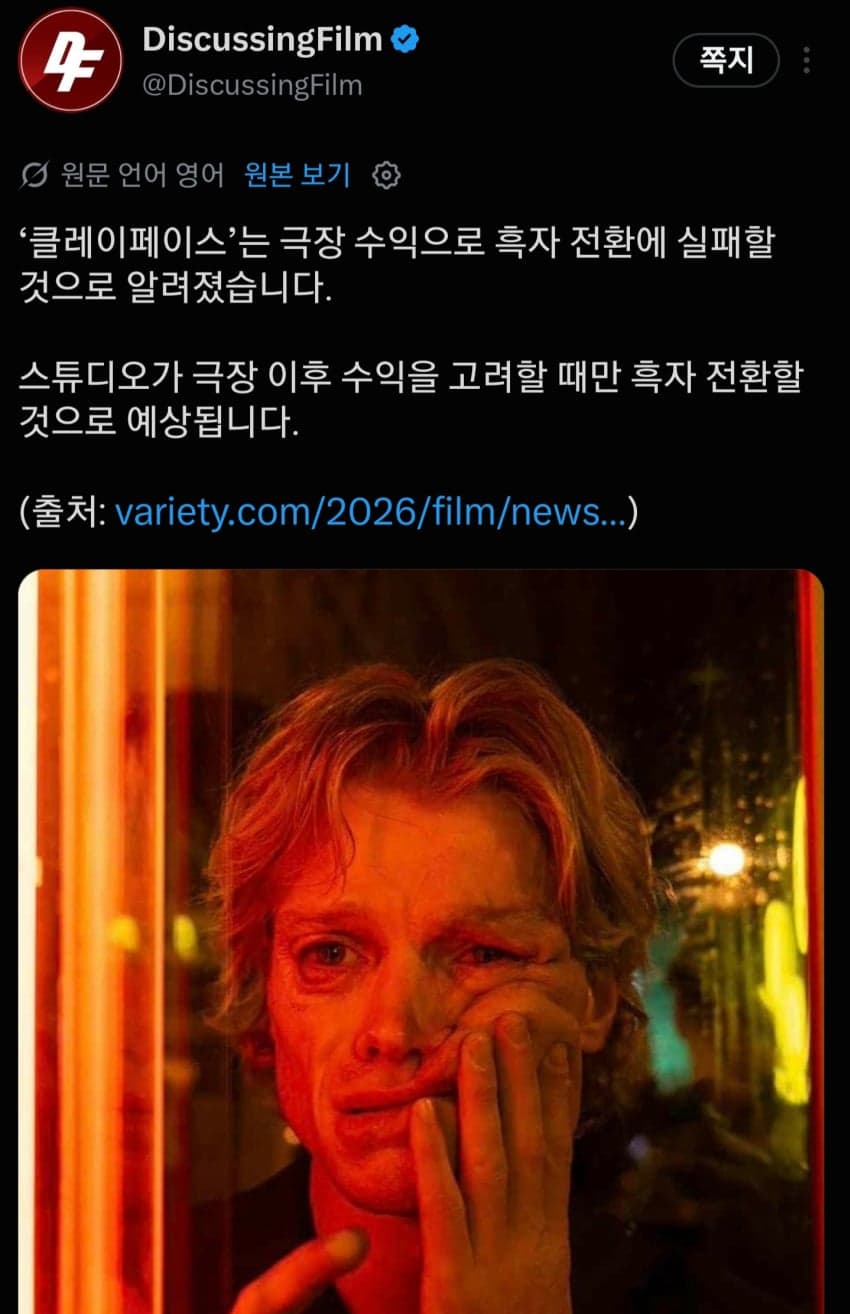 DiscussingFilm
@DiscussingFilm
쪽지
원문 언어 영어 원본 보기
‘클레이페이스’는 극장 수익으로 흑자 전환에 실패할
것으로 알려졌습니다.
스튜디오가 극장 이후 수익을 고려할 때만 흑자 전환할
것으로 예상됩니다.
(출처: variety.com/2026/film/news...)